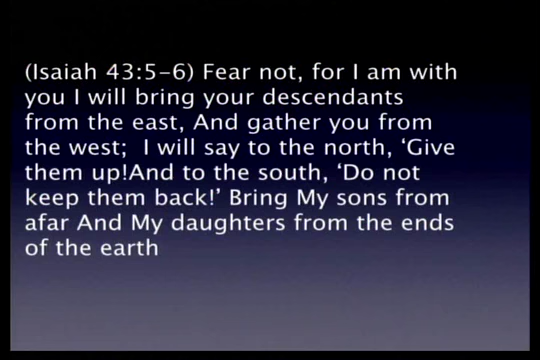 (Isaiah 43:5-6) Fear not, for I am with
you I will bring your descendants
from the east, And gather you from
the west;  I will say to the north, ‘Give
them up!And to the south, ‘Do not
keep them back!’ Bring My sons from
afar And My daughters from the ends
of the earth